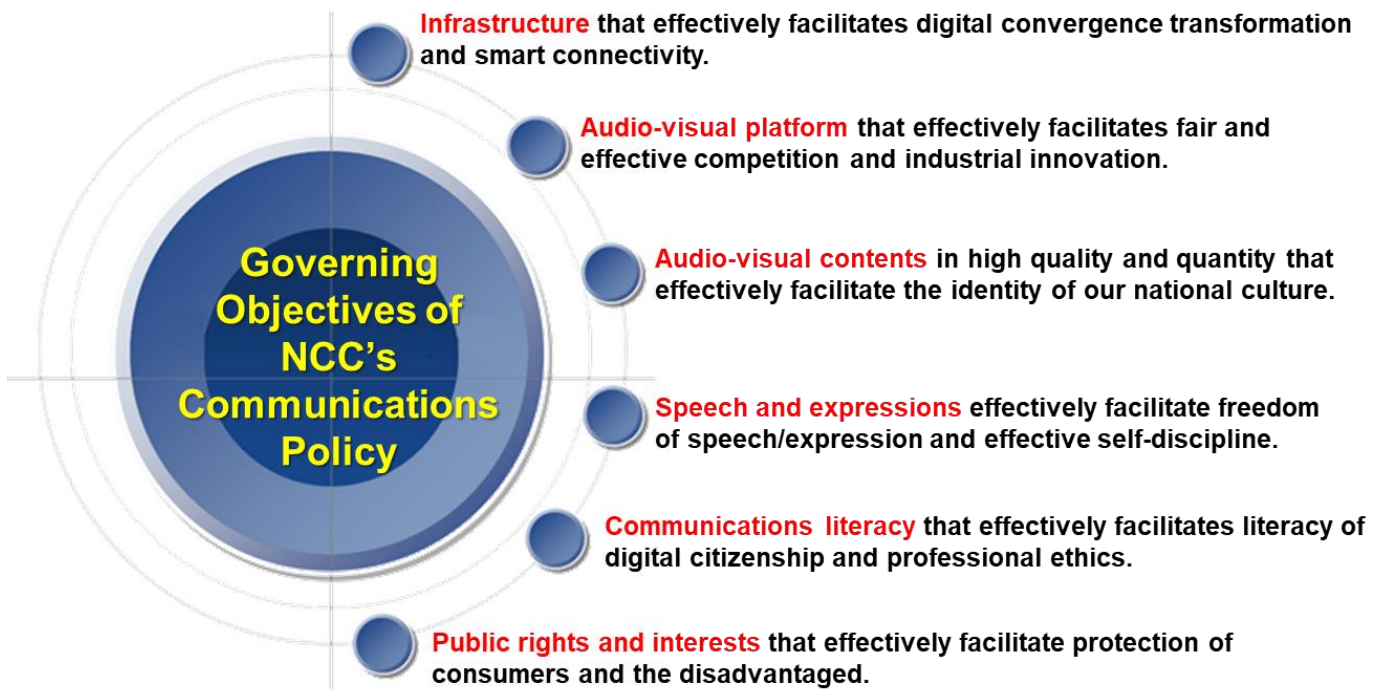 Infrastructure that effectively facilitates digital convergence transformation
and smart connectivity.
Audio-visual platform that effectively facilitates fair and
effective competition and industrial innovation.
Governing
Objectives of
NCC's
Communications
Policy
Audio-visual contents in high quality and quantity that
effectively facilitate the identity of our national culture.
Speech and expressions effectively facilitate freedom
of speech/expression and effective self-discipline.
Communications literacy that effectively facilitates literacy of
digital citizenship and professional ethics.
Public rights and interests that effectively facilitate protection of
consumers and the disadvantaged.